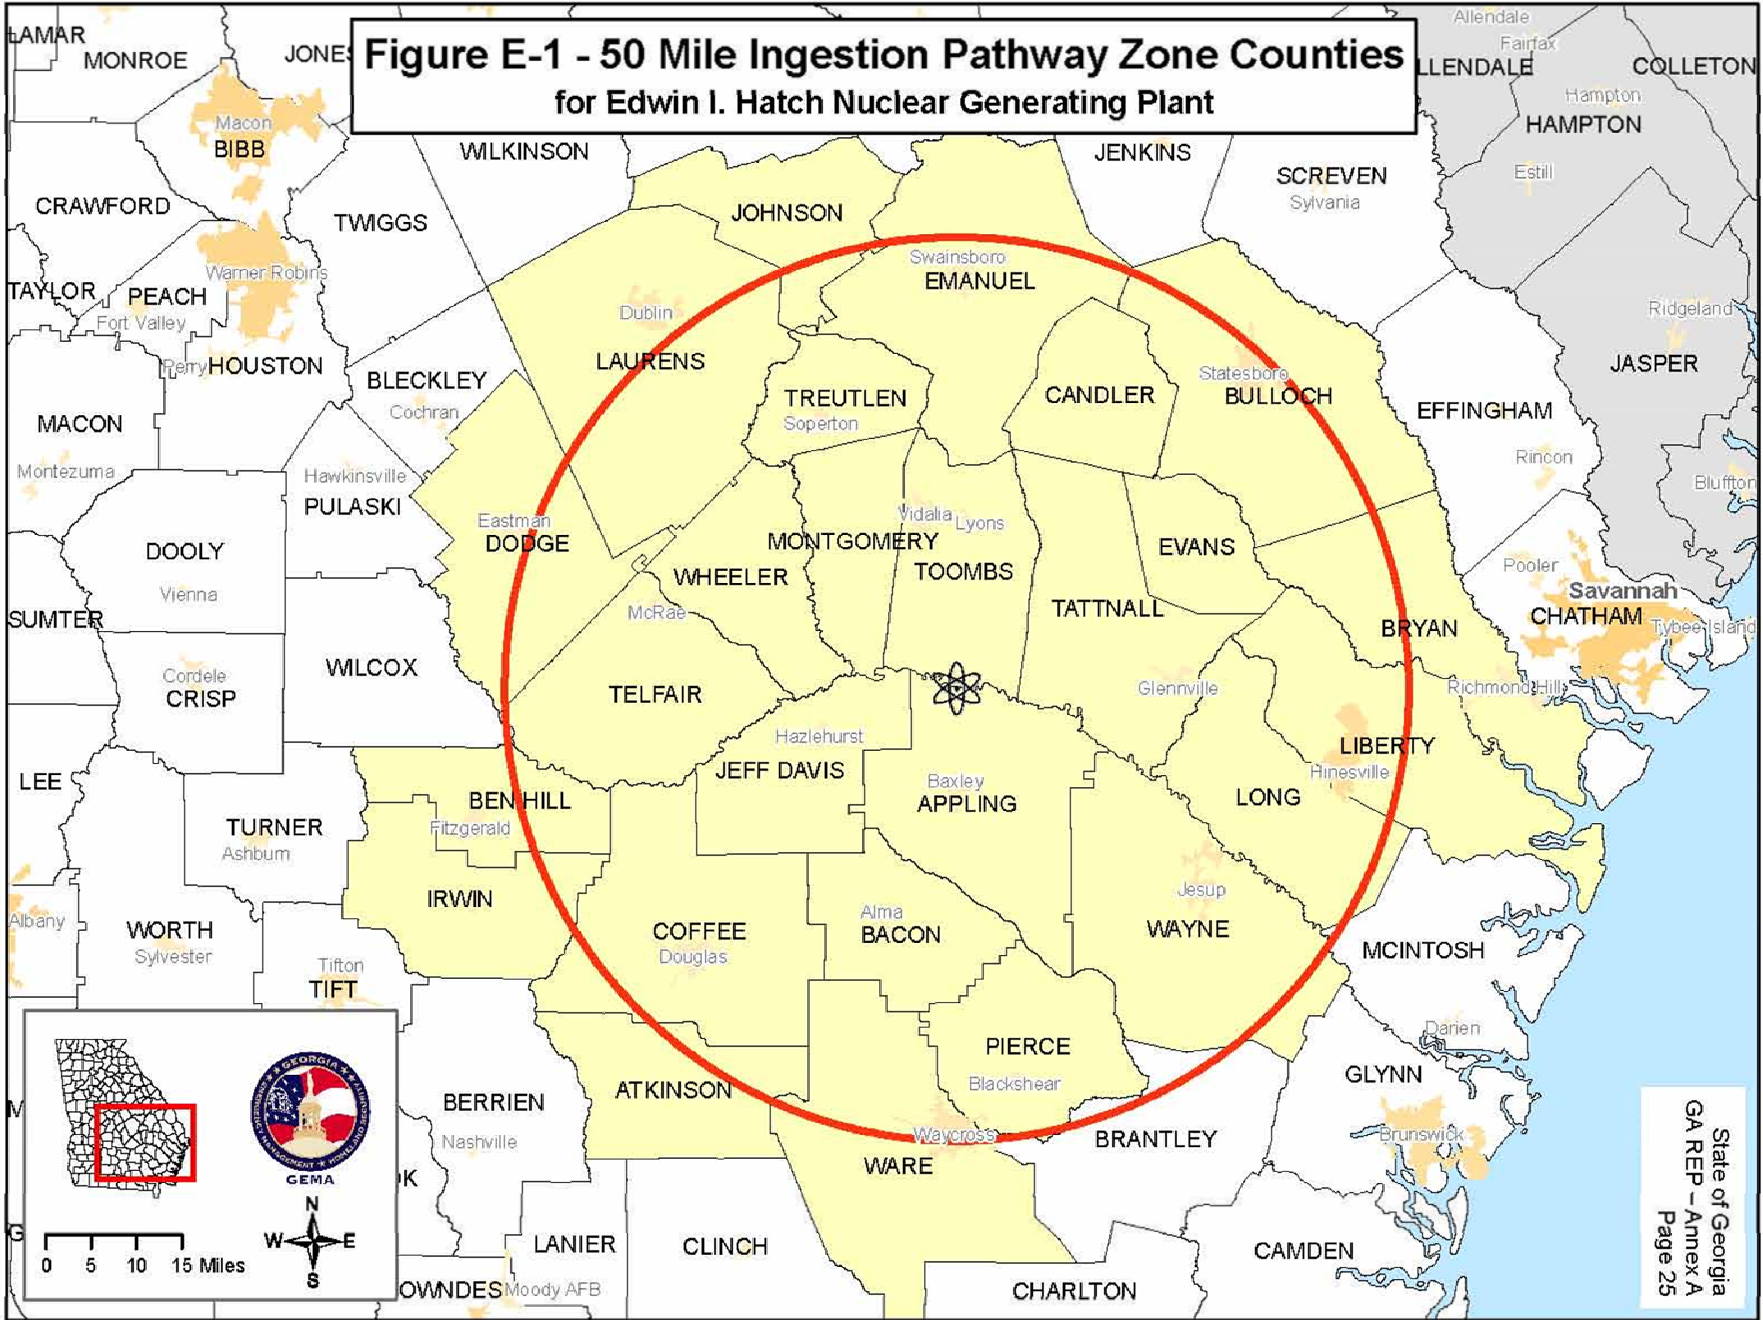 Figure E-1 - 50 Mile Ingestion Pathway Zone Counties
for Edwin I. Hatch Nuclear Generating Plant
LAMAR
MONROE
JONES
Allendale
Fairfax
LLENDALE
COLLETON
Hampton
HAMPTON
Macon
BIBB
WILKINSON
JENKINS
SCREVEN
Sylvania
Estill
CRAWFORD
TWIGGS
JOHNSON
Swainsboro
EMANUEL
TAYLOR
PEACH
Fort Valley
Warner Robins
Dublin
Ridgeland
Perry
HOUSTON
LAURENS
JASPER
BLECKLEY
Cochran
TREUTLEN
Soperton
CANDLER
Statesboro
BULLOCH
EFFINGHAM
MACON
Montezuma
Hawkinsville
PULASKI
Rincon
Bluffton
Eastman
DODGE
Vidalia
Lyons
MONTGOMERY
EVANS
DOOLY
Vienna
WHEELER
TOOMBS
Pooler
Savannah
CHATHAM
Tybee Island
SUMTER
McRae
TATTNALL
BRYAN
Cordele
CRISP
WILCOX
TELFAIR
Glennville
Richmond Hill
Hazlehurst
JEFF DAVIS
LIBERTY
Hinesville
LEE
Baxley
APPLING
LONG
BEN HILL
Fitzgerald
TURNER
Ashburn
IRWIN
Jesup
WAYNE
Albany
WORTH
Sylvester
COFFEE
Douglas
Alma
BACON
MCINTOSH
Tifton
TIFT
Darien
PIERCE
Blackshear
GLYNN
ATKINSON
BERRIEN
Nashville
Waycross
WARE
BRANTLEY
Brunswick
M
K
G
LANIER
CLINCH
CAMDEN
OWNDES
Moody AFB
CHARLTON
GEORGIA
EMERGENCY MANAGEMENT HOMELAND SECURITY
GEMA
N
W E
S
0 5 10 15 Miles
State of Georgia
GA REP – Annex A
Page 25